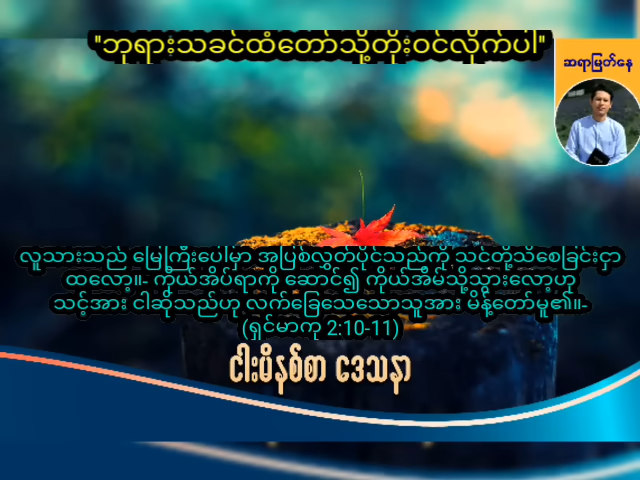 "ဘုရားသခင်ထံတော်သို့တိုးဝင်လိုက်ပါ"
ဆရာမြတ်နေ
လူသားသည် မြေကြီးပေါ်မှာ အပြစ်လွှတ်ပိုင်သည်ကို သင်တို့သိစေခြင်းငှာ
ထလော့။- ကိုယ်အိပ်ရာကို ဆောင်၍ ကိုယ်အိမ်သို့သွားလော့ဟု
သင့်အား ငါဆိုသည်ဟု လက်ခြေသေသောသူအား မိန့်တော်မူ၏။-
(ရှင်မာကု 2:10-11)
ငါးမိနစ်စာ ဒေသနာ